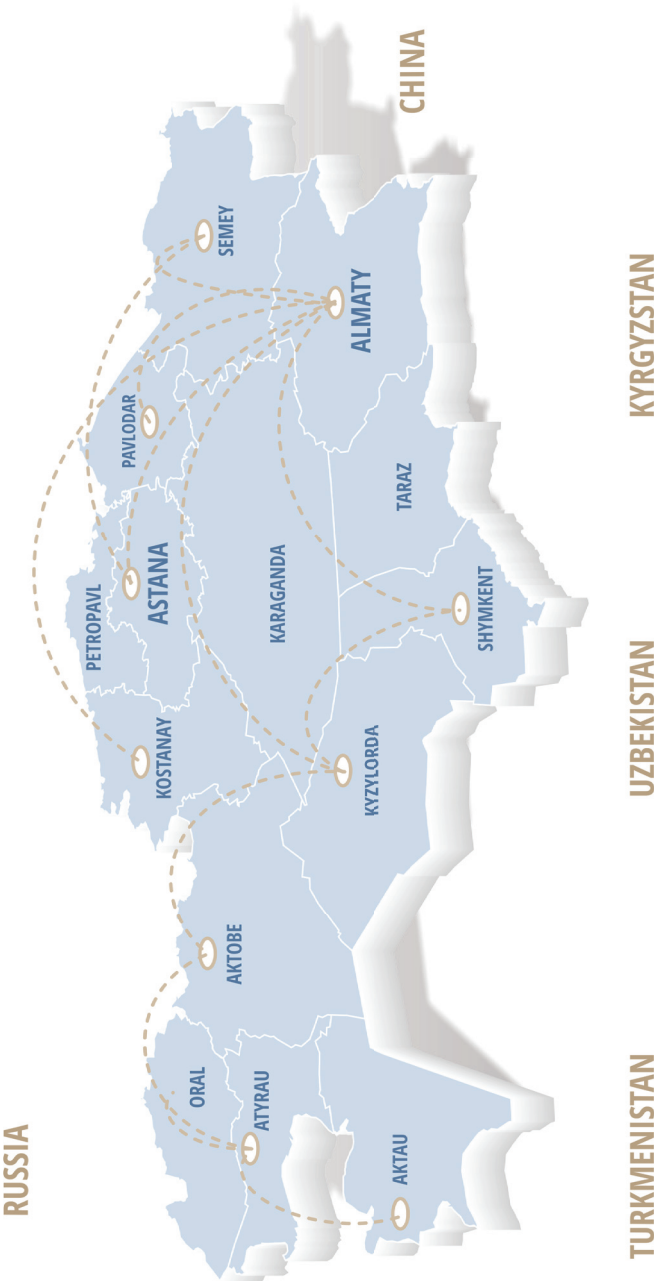 RUSSIA
CHINA
KYRGYZSTAN
UZBEKISTAN
TURKMENISTAN
PETROPAVL
KOSTANAY
ASTANA
PAVLODAR
SEMEY
ORAL
AKTOBE
ATYRAU
KARAGANDA
ALMATY
AKTAU
KYZYLORDA
TARAZ
SHYMKENT